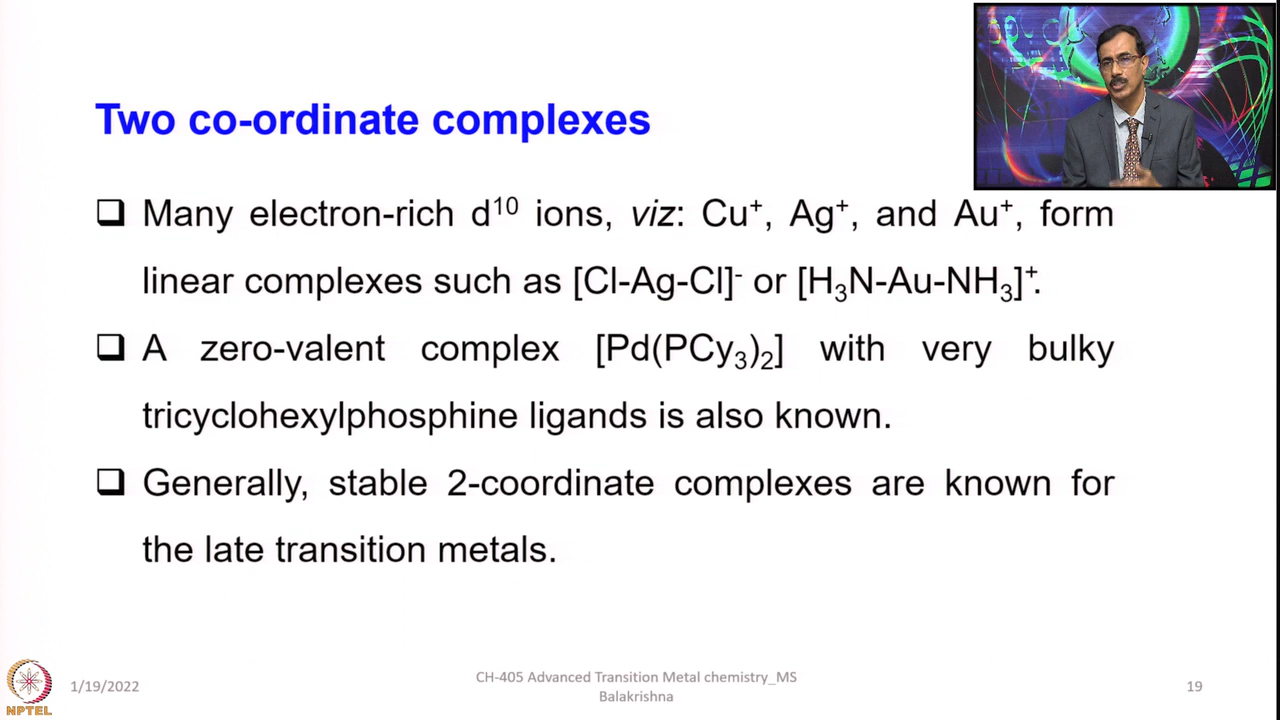 Two co-ordinate complexes
❑ Many electron-rich d¹⁰ ions, viz: Cu⁺, Ag⁺, and Au⁺, form
linear complexes such as [Cl-Ag-Cl]⁻ or [H₃N-Au-NH₃]⁺.
❑ A zero-valent complex [Pd(PCy₃)₂] with very bulky
tricyclohexylphosphine ligands is also known.
❑ Generally, stable 2-coordinate complexes are known for
the late transition metals.
NPTEL
1/19/2022
CH-405 Advanced Transition Metal chemistry_MS
Balakrishna
19